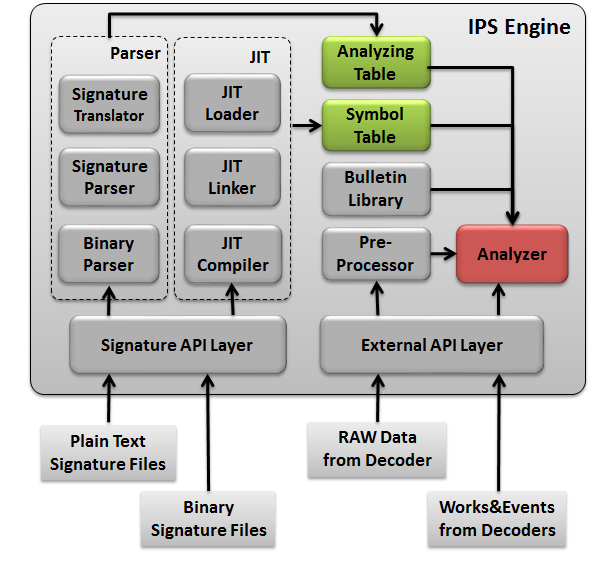 IPS Engine
Parser
JIT
Signature
Translator
Signature
Parser
Binary
Parser
JIT
Loader
JIT
Linker
JIT
Compiler
Analyzing
Table
Symbol
Table
Bulletin
Library
Pre-
Processor
Analyzer
Signature API Layer
External API Layer
Plain Text
Signature Files
Binary
Signature Files
RAW Data
from Decoder
Works&Events
from Decoders